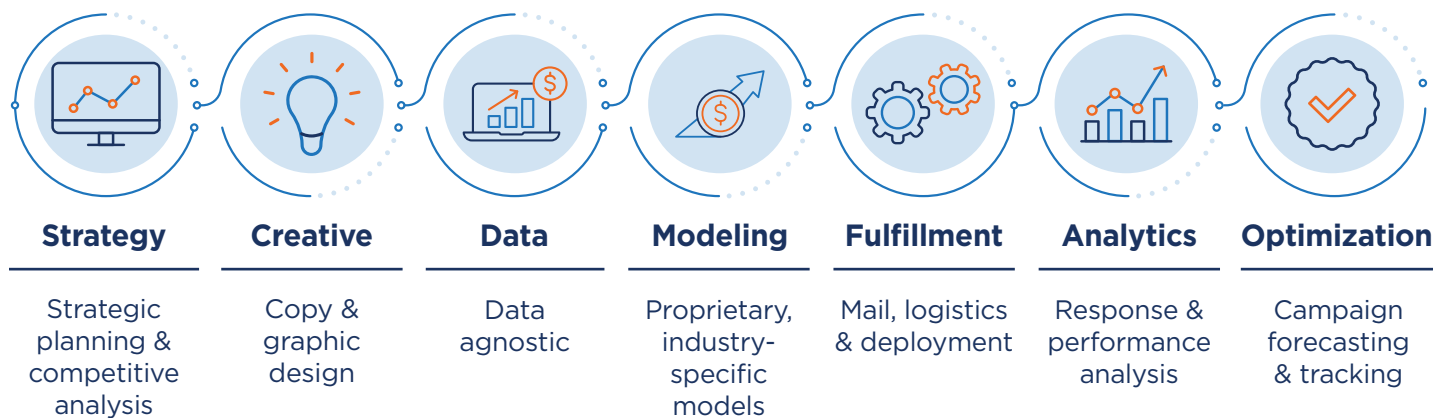 Strategy
Strategic
planning &
competitive
analysis
Creative
Copy &
graphic
design
Data
Data
agnostic
Modeling
Proprietary,
industry-
specific
models
Fulfillment
Mail, logistics
& deployment
Analytics
Response &
performance
analysis
Optimization
Campaign
forecasting
& tracking
$
$